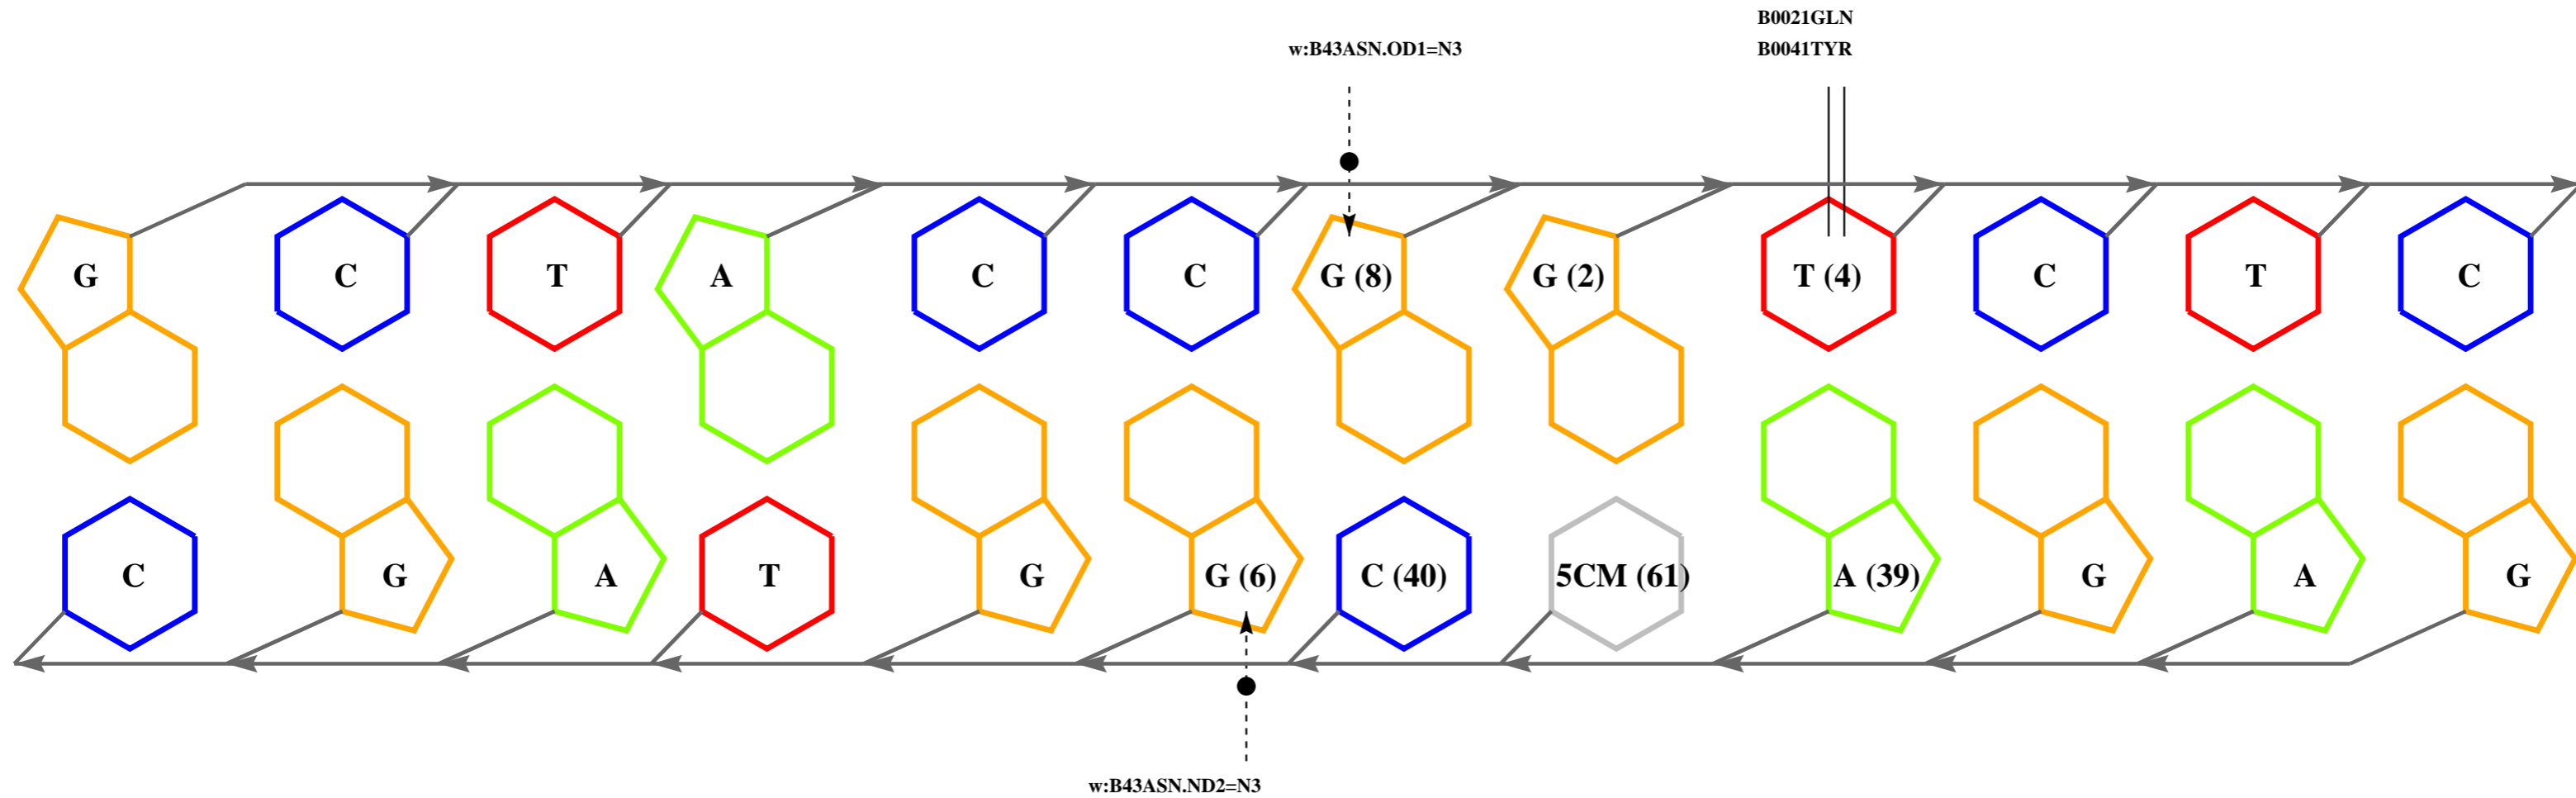 B0021GLN
w:B43ASN.OD1=N3 B0041TYR
G C T A C C G (8) G (2) T (4) C T C
C G A T G G (6) C (40) 5CM (61) A (39) G A G
w:B43ASN.ND2=N3